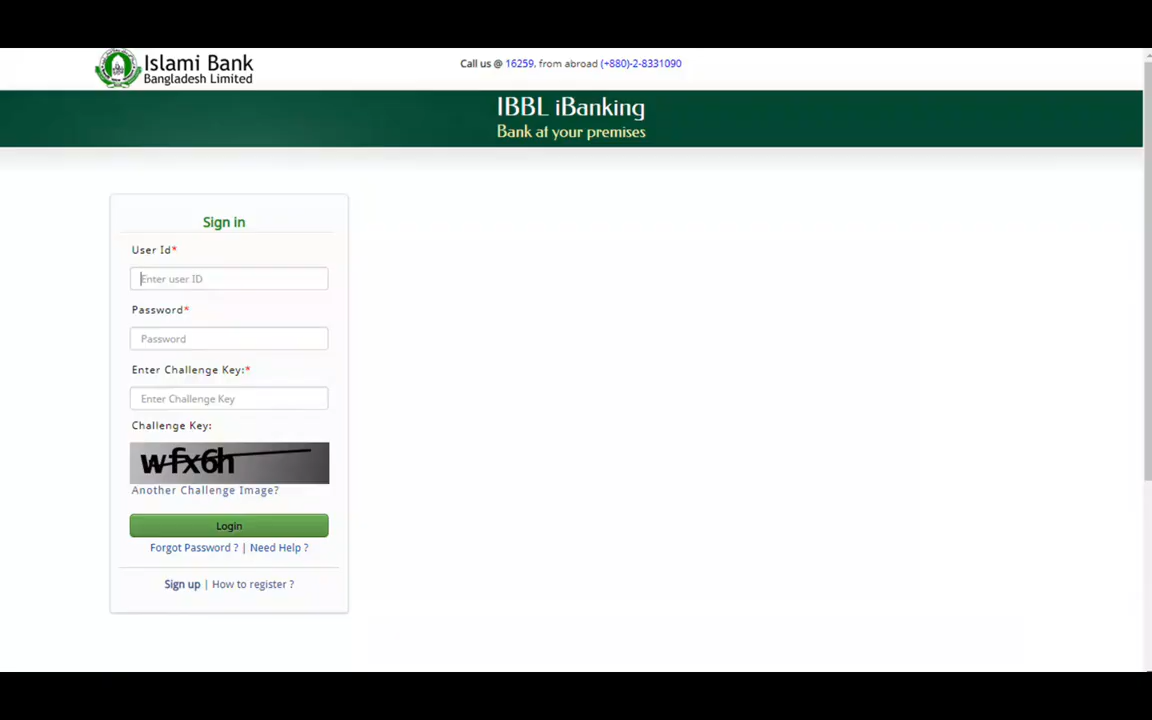 Islami Bank
Bangladesh Limited
Call us @ 16259, from abroad (+880)-2-8331090
IBBL iBanking
Bank at your premises
Sign in
User Id*
Enter user ID
Password*
Password
Enter Challenge Key:*
Enter Challenge Key
Challenge Key:
wfx6h
Another Challenge Image?
Login
Forgot Password ? | Need Help ?
Sign up | How to register ?